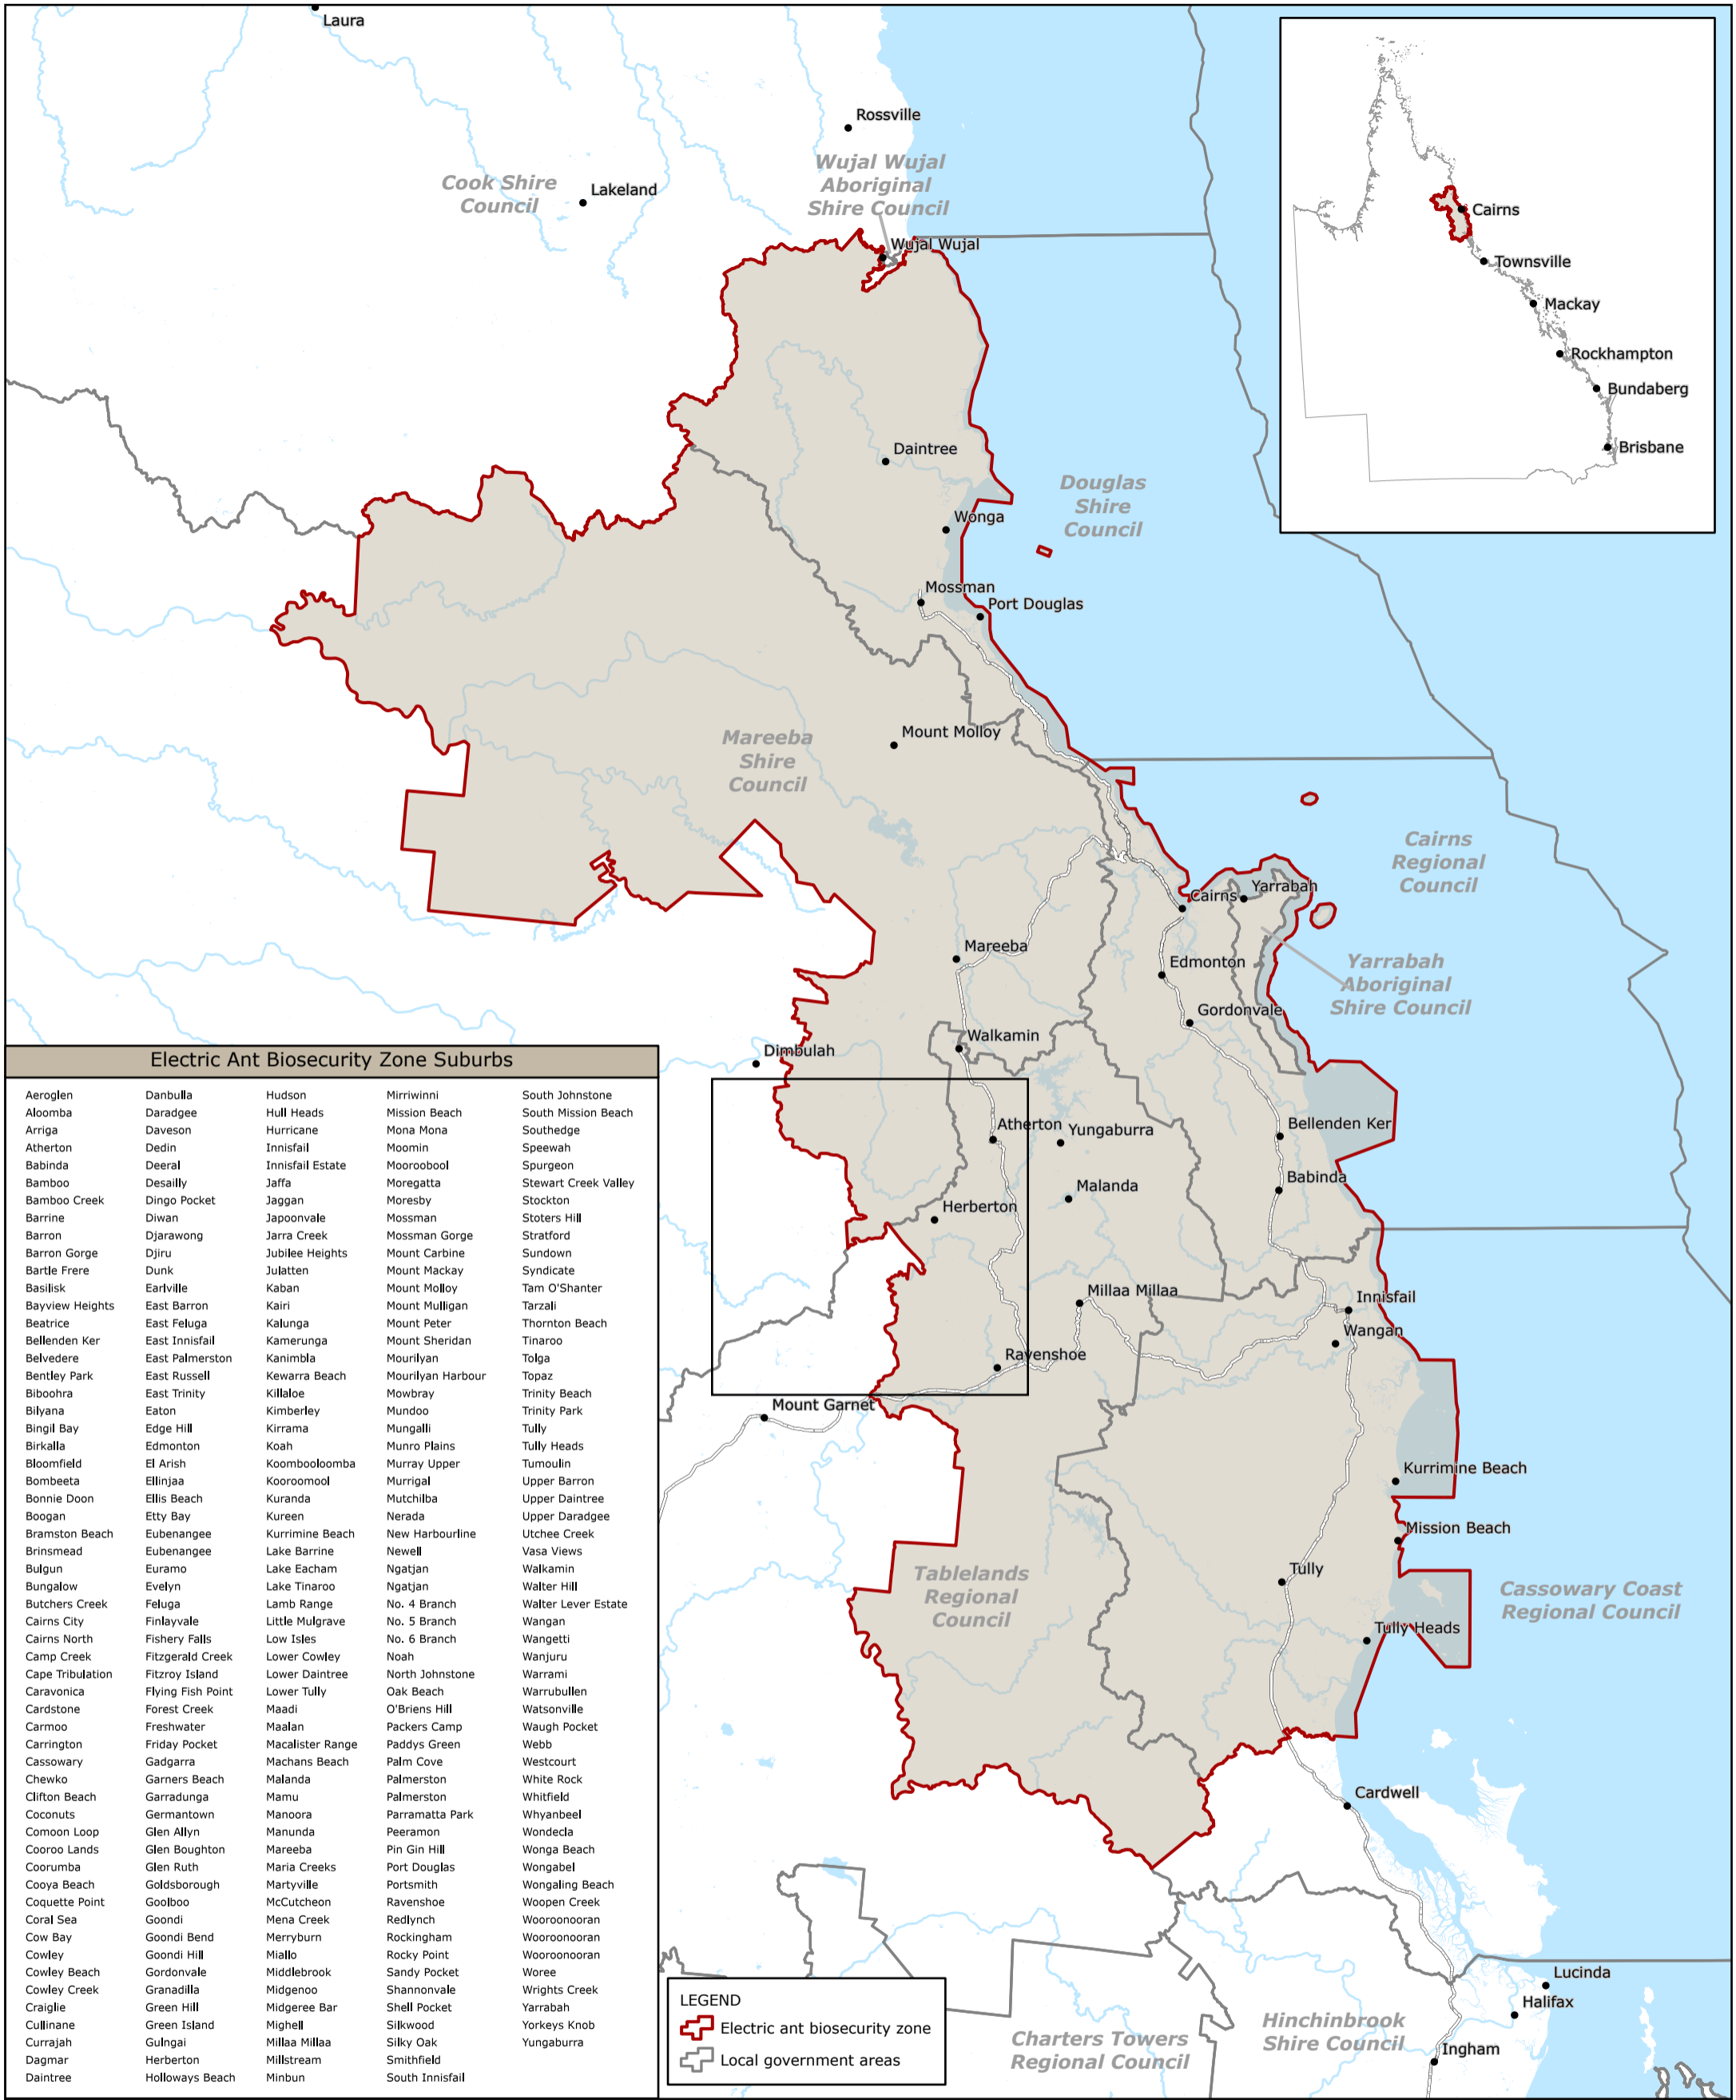 Laura
Rossville
Wujal Wujal
Aboriginal
Shire Council
Cook Shire
Council
Lakeland
Wujal Wujal
Cairns
Townsville
Mackay
Rockhampton
Bundaberg
Brisbane
Daintree
Douglas
Shire
Council
Wonga
Mossman
Port Douglas
Mareeba
Shire
Council
Mount Molloy
Cairns
Regional
Council
Cairns
Yarrabah
Mareeba
Edmonton
Yarrabah
Aboriginal
Shire Council
Gordonvale
Walkamin
Dimbulah
Atherton
Yungaburra
Bellenden Ker
Babinda
Malanda
Herberton
Millaa Millaa
Innisfail
Wangan
Ravenshoe
Mount Garnet
Kurrimine Beach
Mission Beach
Tablelands
Regional
Council
Tully
Cassowary Coast
Regional Council
Tully Heads
Cardwell
Lucinda
Halifax
Hinchinbrook
Shire Council
Charters Towers
Regional Council
Ingham
Electric Ant Biosecurity Zone Suburbs
Aeroglen
Aloomba
Arriga
Atherton
Babinda
Bamboo
Bamboo Creek
Barrine
Barron
Barron Gorge
Bartle Frere
Basilisk
Bayview Heights
Beatrice
Bellenden Ker
Belvedere
Bentley Park
Biboohra
Bilyana
Bingil Bay
Birkalla
Bloomfield
Bombeeta
Bonnie Doon
Boogan
Bramston Beach
Brinsmead
Bulgun
Bungalow
Butchers Creek
Cairns City
Cairns North
Camp Creek
Cape Tribulation
Caravonica
Cardstone
Carmoo
Carrington
Cassowary
Chewko
Clifton Beach
Coconuts
Comoon Loop
Cooroo Lands
Coorumba
Cooya Beach
Coquette Point
Coral Sea
Cow Bay
Cowley
Cowley Beach
Cowley Creek
Craiglie
Cullinane
Currajah
Dagmar
Daintree
Danbulla
Daradgee
Daveson
Dedin
Deeral
Desailly
Dingo Pocket
Diwan
Djarawong
Djiru
Dunk
Earlville
East Barron
East Feluga
East Innisfail
East Palmerston
East Russell
East Trinity
Eaton
Edge Hill
Edmonton
El Arish
Ellinjaa
Ellis Beach
Etty Bay
Eubenangee
Eubenangee
Euramo
Evelyn
Feluga
Finlayvale
Fishery Falls
Fitzgerald Creek
Fitzroy Island
Flying Fish Point
Forest Creek
Freshwater
Friday Pocket
Gadgarra
Garners Beach
Garradunga
Germantown
Glen Allyn
Glen Boughton
Glen Ruth
Goldsborough
Goolboo
Goondi
Goondi Bend
Goondi Hill
Gordonvale
Granadilla
Green Hill
Green Island
Gulngai
Herberton
Holloways Beach
Hudson
Hull Heads
Hurricane
Innisfail
Innisfail Estate
Jaffa
Jaggan
Japoonvale
Jarra Creek
Jubilee Heights
Julatten
Kaban
Kairi
Kalunga
Kamerunga
Kanimbla
Kewarra Beach
Killaloe
Kimberley
Kirrama
Koah
Koombooloomba
Kooroomool
Kuranda
Kureen
Kurrimine Beach
Lake Barrine
Lake Eacham
Lake Tinaroo
Lamb Range
Little Mulgrave
Low Isles
Lower Cowley
Lower Daintree
Lower Tully
Maadi
Maalan
Macalister Range
Machans Beach
Malanda
Mamu
Manoora
Manunda
Mareeba
Maria Creeks
Martyville
McCutcheon
Mena Creek
Merryburn
Miallo
Middlebrook
Midgenoo
Midgeree Bar
Mighell
Millaa Millaa
Millstream
Minbun
Mirriwinni
Mission Beach
Mona Mona
Moomin
Mooroobool
Moregatta
Moresby
Mossman
Mossman Gorge
Mount Carbine
Mount Mackay
Mount Molloy
Mount Mulligan
Mount Peter
Mount Sheridan
Mourilyan
Mourilyan Harbour
Mowbray
Mundoo
Mungalli
Munro Plains
Murray Upper
Murrigal
Mutchilba
Nerada
New Harbourline
Newell
Ngatjan
Ngatjan
No. 4 Branch
No. 5 Branch
No. 6 Branch
Noah
North Johnstone
Oak Beach
O'Briens Hill
Packers Camp
Paddys Green
Palm Cove
Palmerston
Palmerston
Parramatta Park
Peeramon
Pin Gin Hill
Port Douglas
Portsmith
Ravenshoe
Redlynch
Rockingham
Rocky Point
Sandy Pocket
Shannonvale
Shell Pocket
Silkwood
Silky Oak
Smithfield
South Innisfail
South Johnstone
South Mission Beach
Southedge
Speewah
Spurgeon
Stewart Creek Valley
Stockton
Stoters Hill
Stratford
Sundown
Syndicate
Tam O'Shanter
Tarzali
Thornton Beach
Tinaroo
Tolga
Topaz
Trinity Beach
Trinity Park
Tully
Tully Heads
Tumoulin
Upper Barron
Upper Daintree
Upper Daradgee
Utchee Creek
Vasa Views
Walkamin
Walter Hill
Walter Lever Estate
Wangan
Wangetti
Wanjuru
Warrami
Warrubullen
Watsonville
Waugh Pocket
Webb
Westcourt
White Rock
Whitfield
Whyanbeel
Wondecla
Wonga Beach
Wongabel
Wongaling Beach
Woopen Creek
Wooroonooran
Wooroonooran
Wooroonooran
Woree
Wrights Creek
Yarrabah
Yorkeys Knob
Yungaburra
LEGEND
Electric ant biosecurity zone
Local government areas